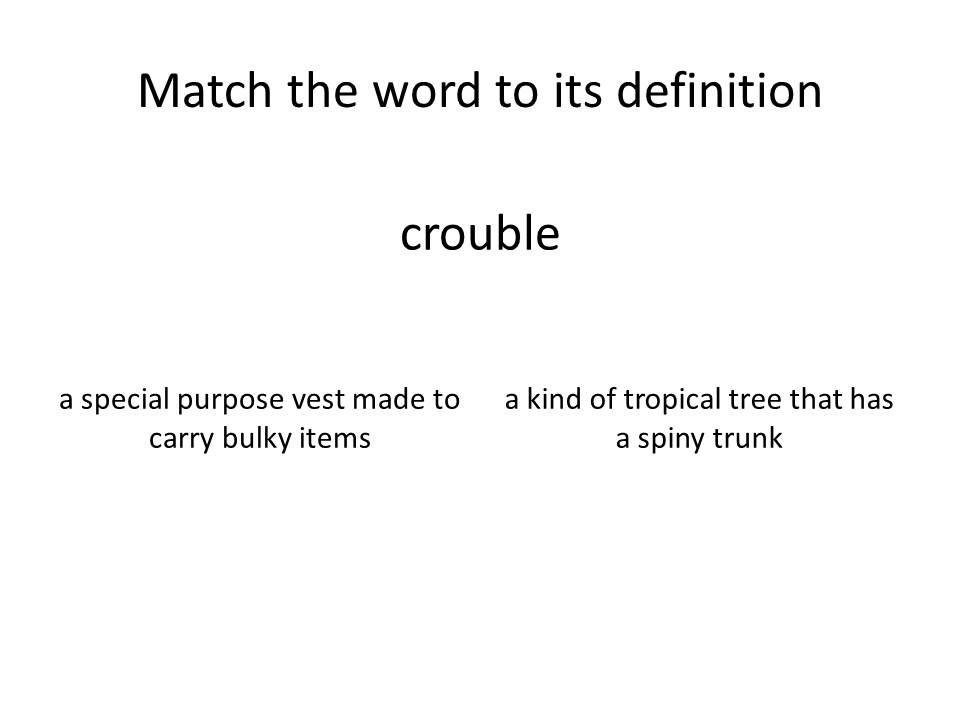 Match the word to its definition
crouble
a special purpose vest made to
carry bulky items
a kind of tropical tree that has
a spiny trunk